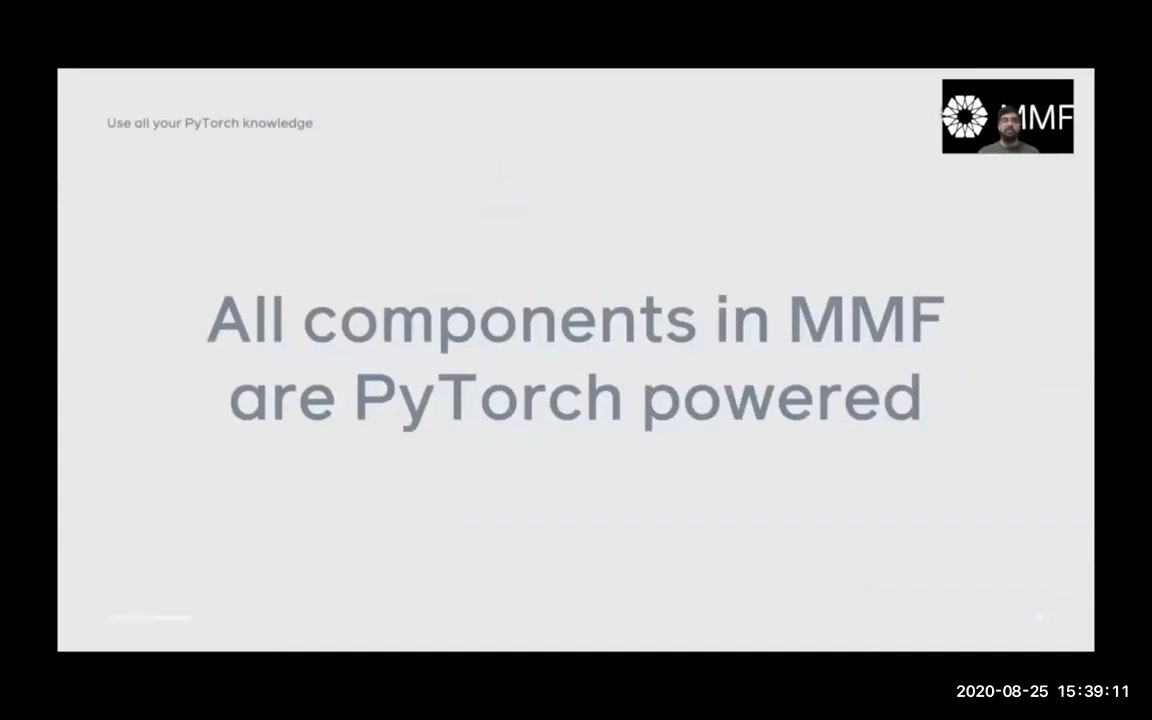 Use all your PyTorch knowledge
MMF
All components in MMF
are PyTorch powered
2020-08-25 15:39:11